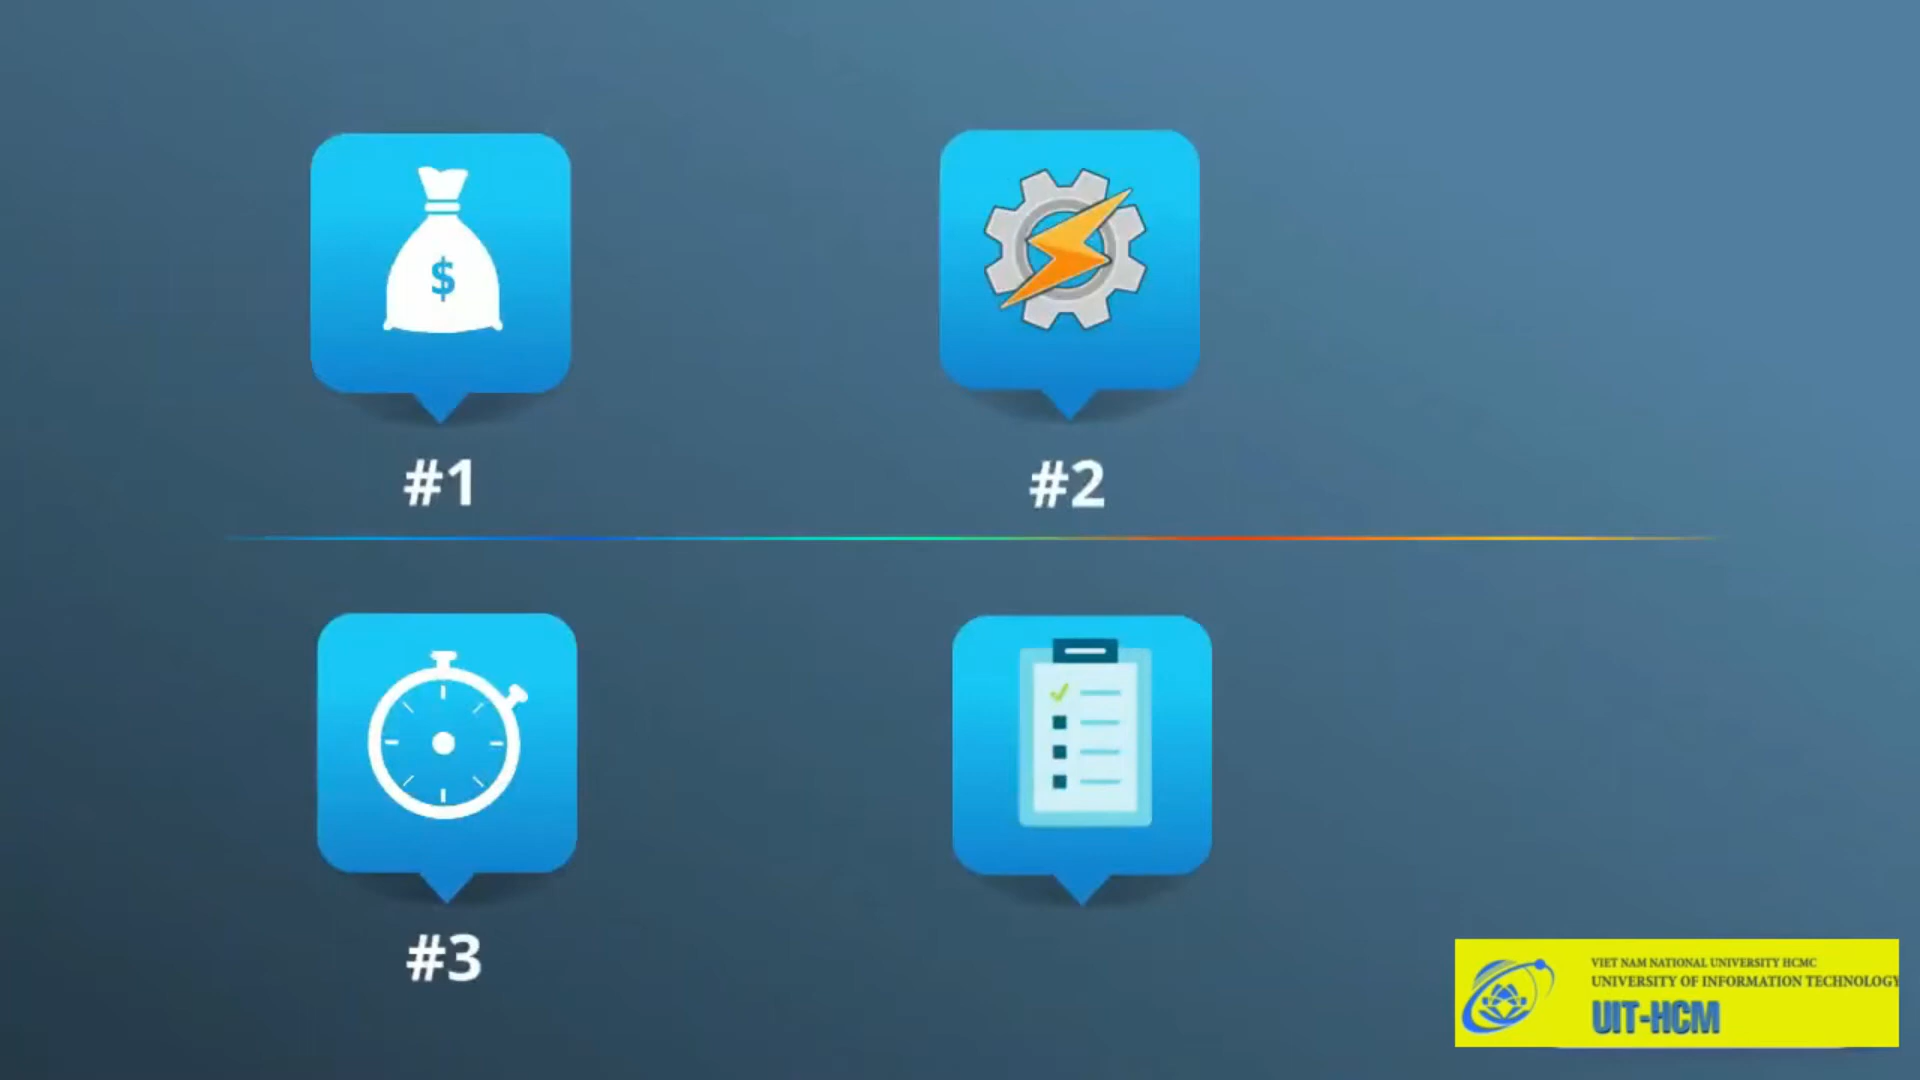 $
#1
#2
#3
VIET NAM NATIONAL UNIVERSITY HCMC
UNIVERSITY OF INFORMATION TECHNOLOGY
UIT-HCM